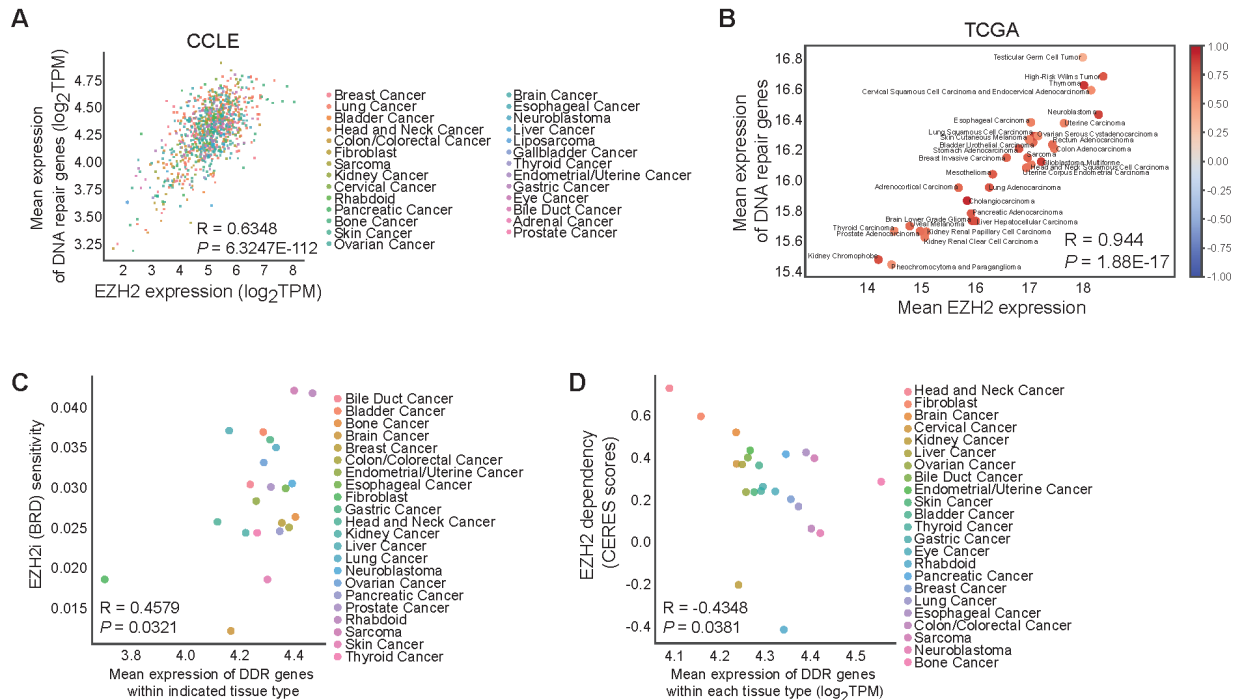 A
CCLE
Mean expression
of DNA repair genes (log2TPM)
4.75
4.50
4.25
4.00
3.75
3.50
3.25
R = 0.6348
P = 6.3247E-112
2 3 4 5 6 7 8
EZH2 expression (log2TPM)
Breast Cancer
Lung Cancer
Bladder Cancer
Head and Neck Cancer
Colon/Colorectal Cancer
Fibroblast
Sarcoma
Kidney Cancer
Cervical Cancer
Rhabdoid
Pancreatic Cancer
Bone Cancer
Skin Cancer
Ovarian Cancer
Brain Cancer
Esophageal Cancer
Neuroblastoma
Liver Cancer
Liposarcoma
Gallbladder Cancer
Thyroid Cancer
Endometrial/Uterine Cancer
Gastric Cancer
Eye Cancer
Bile Duct Cancer
Adrenal Cancer
Prostate Cancer
B
TCGA
Mean expression
of DNA repair genes
16.8
16.6
16.4
16.2
16.0
15.8
15.6
15.4
Testicular Germ Cell Tumor
High-Risk Wilms Tumor
Thymoma
Cervical Squamous Cell Carcinoma and Endocervical Adenocarcinoma
Neuroblastoma
Esophageal Carcinoma
Uterine Carcinoma
Lung Squamous Cell Carcinoma
Ovarian Serous Cystadenocarcinoma
Skin Cutaneous Melanoma
Rectum Adenocarcinoma
Bladder Urothelial Carcinoma
Stomach Adenocarcinoma
Colon Adenocarcinoma
Sarcoma
Breast Invasive Carcinoma
Glioblastoma Multiforme
Head and Neck Squamous Cell Carcinoma
Mesothelioma
Uterine Corpus Endometrial Carcinoma
Adrenocortical Carcinoma
Lung Adenocarcinoma
Cholangiocarcinoma
Pancreatic Adenocarcinoma
Brain Lower Grade Glioma
Uveal Melanoma
Liver Hepatocellular Carcinoma
Thyroid Carcinoma
Prostate Adenocarcinoma
Kidney Renal Papillary Cell Carcinoma
Kidney Renal Clear Cell Carcinoma
Kidney Chromophobe
Pheochromocytoma and Paraganglioma
R = 0.944
P = 1.88E-17
14 15 16 17 18
Mean EZH2 expression
1.00
0.75
0.50
0.25
0.00
-0.25
-0.50
-0.75
-1.00
C
EZH2i (BRD) sensitivity
0.040
0.035
0.030
0.025
0.020
0.015
R = 0.4579
P = 0.0321
3.8 4.0 4.2 4.4
Mean expression of DDR genes
within indicated tissue type
Bile Duct Cancer
Bladder Cancer
Bone Cancer
Brain Cancer
Breast Cancer
Colon/Colorectal Cancer
Endometrial/Uterine Cancer
Esophageal Cancer
Fibroblast
Gastric Cancer
Head and Neck Cancer
Kidney Cancer
Liver Cancer
Lung Cancer
Neuroblastoma
Ovarian Cancer
Pancreatic Cancer
Prostate Cancer
Rhabdoid
Sarcoma
Skin Cancer
Thyroid Cancer
D
EZH2 dependency
(CERES scores)
0.6
0.4
0.2
0.0
-0.2
-0.4
R = -0.4348
P = 0.0381
4.1 4.2 4.3 4.4 4.5
Mean expression of DDR genes
within each tissue type (log2TPM)
Head and Neck Cancer
Fibroblast
Brain Cancer
Cervical Cancer
Kidney Cancer
Liver Cancer
Ovarian Cancer
Bile Duct Cancer
Endometrial/Uterine Cancer
Skin Cancer
Bladder Cancer
Thyroid Cancer
Gastric Cancer
Eye Cancer
Rhabdoid
Pancreatic Cancer
Breast Cancer
Lung Cancer
Esophageal Cancer
Colon/Colorectal Cancer
Sarcoma
Neuroblastoma
Bone Cancer